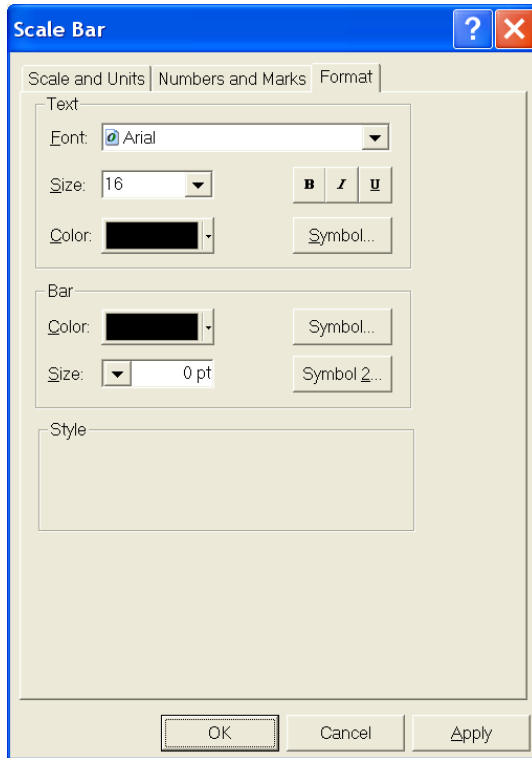 Scale Bar
Scale and Units Numbers and Marks Format
Text
Font: Arial
Size: 16 B I U
Color: Symbol...
Bar
Color: Symbol...
Size: 0 pt Symbol 2...
Style
OK Cancel Apply